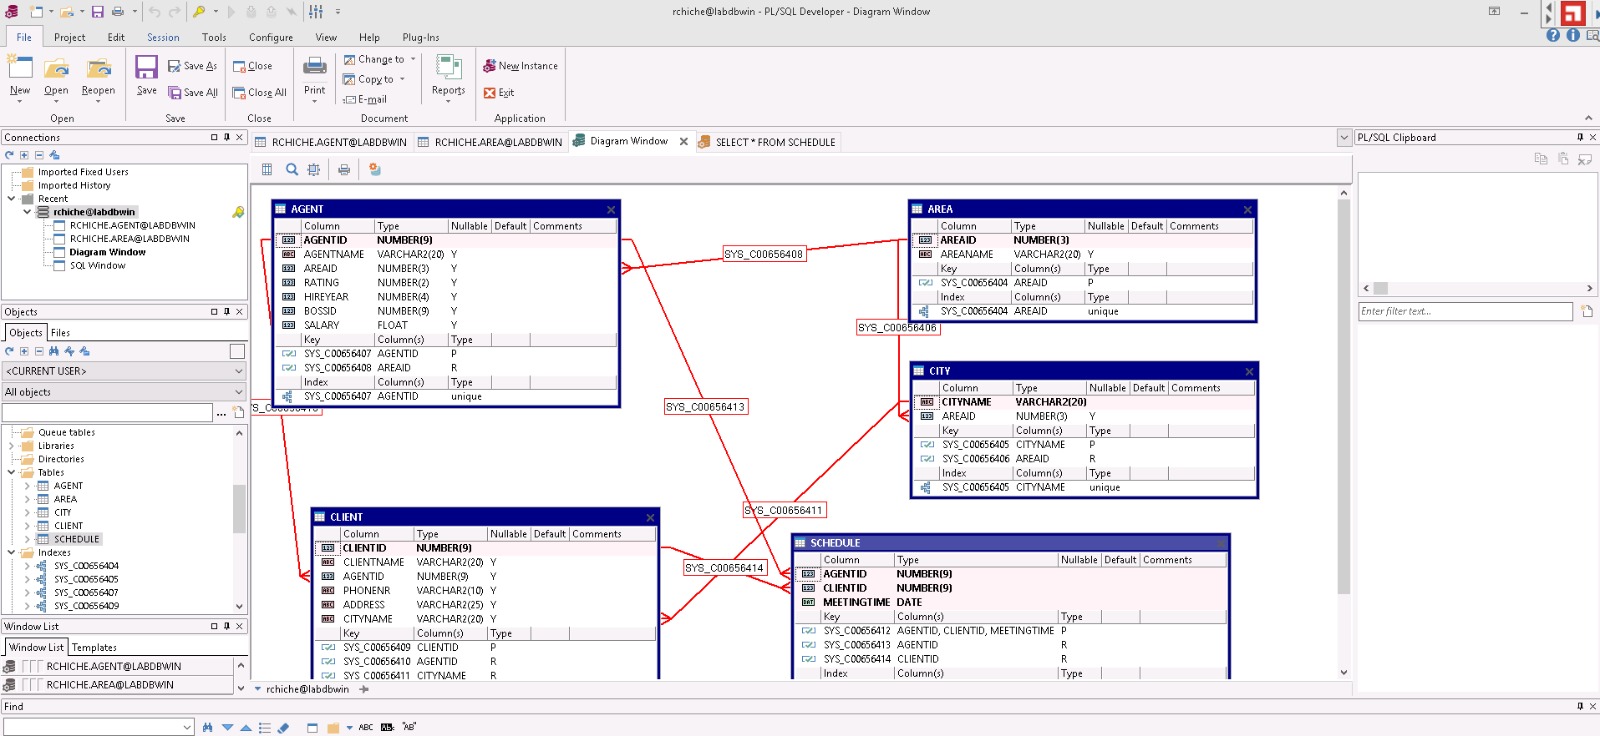 rchiche@labdbwin - PL/SQL Developer - Diagram Window
File Project Edit Session Tools Configure View Help Plug-Ins
New Open Reopen Save Save As Save All Close Close All Print Change to Copy to E-mail Reports New Instance Exit
Open Save Close Document Application
Connections
Imported Fixed Users
Imported History
Recent
rchiche@labdbwin
RCHICHE.AGENT@LABDBWIN
RCHICHE.AREA@LABDBWIN
Diagram Window
SQL Window
Objects
Objects Files
<CURRENT USER>
All objects
...
Queue tables
Libraries
Directories
Tables
AGENT
AREA
CITY
CLIENT
SCHEDULE
Indexes
SYS_C00656404
SYS_C00656405
SYS_C00656407
SYS_C00656409
Window List
Window List Templates
RCHICHE.AGENT@LABDBWIN
RCHICHE.AREA@LABDBWIN
RCHICHE.AGENT@LABDBWIN RCHICHE.AREA@LABDBWIN Diagram Window SELECT * FROM SCHEDULE
AGENT
Column Type Nullable Default Comments
AGENTID NUMBER(9)
AGENTNAME VARCHAR2(20) Y
AREAID NUMBER(3) Y
RATING NUMBER(2) Y
HIREYEAR NUMBER(4) Y
BOSSID NUMBER(9) Y
SALARY FLOAT Y
Key Column(s) Type
SYS_C00656407 AGENTID P
SYS_C00656408 AREAID R
Index Column(s) Type
SYS_C00656407 AGENTID unique
SYS_C00656408
AREA
Column Type Nullable Default Comments
AREAID NUMBER(3)
AREANAME VARCHAR2(20) Y
Key Column(s) Type
SYS_C00656404 AREAID P
Index Column(s) Type
SYS_C00656404 AREAID unique
SYS_C00656406
CITY
Column Type Nullable Default Comments
CITYNAME VARCHAR2(20)
AREAID NUMBER(3) Y
Key Column(s) Type
SYS_C00656405 CITYNAME P
SYS_C00656406 AREAID R
Index Column(s) Type
SYS_C00656405 CITYNAME unique
SYS_C00656413
SYS_C00656411
SYS_C00656414
CLIENT
Column Type Nullable Default Comments
CLIENTID NUMBER(9)
CLIENTNAME VARCHAR2(20) Y
AGENTID NUMBER(9) Y
PHONENR VARCHAR2(10) Y
ADDRESS VARCHAR2(25) Y
CITYNAME VARCHAR2(20) Y
Key Column(s) Type
SYS_C00656409 CLIENTID P
SYS_C00656410 AGENTID R
SYS_C00656411 CITYNAME R
SCHEDULE
Column Type Nullable Default Comments
AGENTID NUMBER(9)
CLIENTID NUMBER(9)
MEETINGTIME DATE
Key Column(s) Type
SYS_C00656412 AGENTID, CLIENTID, MEETINGTIME P
SYS_C00656413 AGENTID R
SYS_C00656414 CLIENTID R
Index Column(s) Type
rchiche@labdbwin
PL/SQL Clipboard
Enter filter text...
Find
ABC "AB"